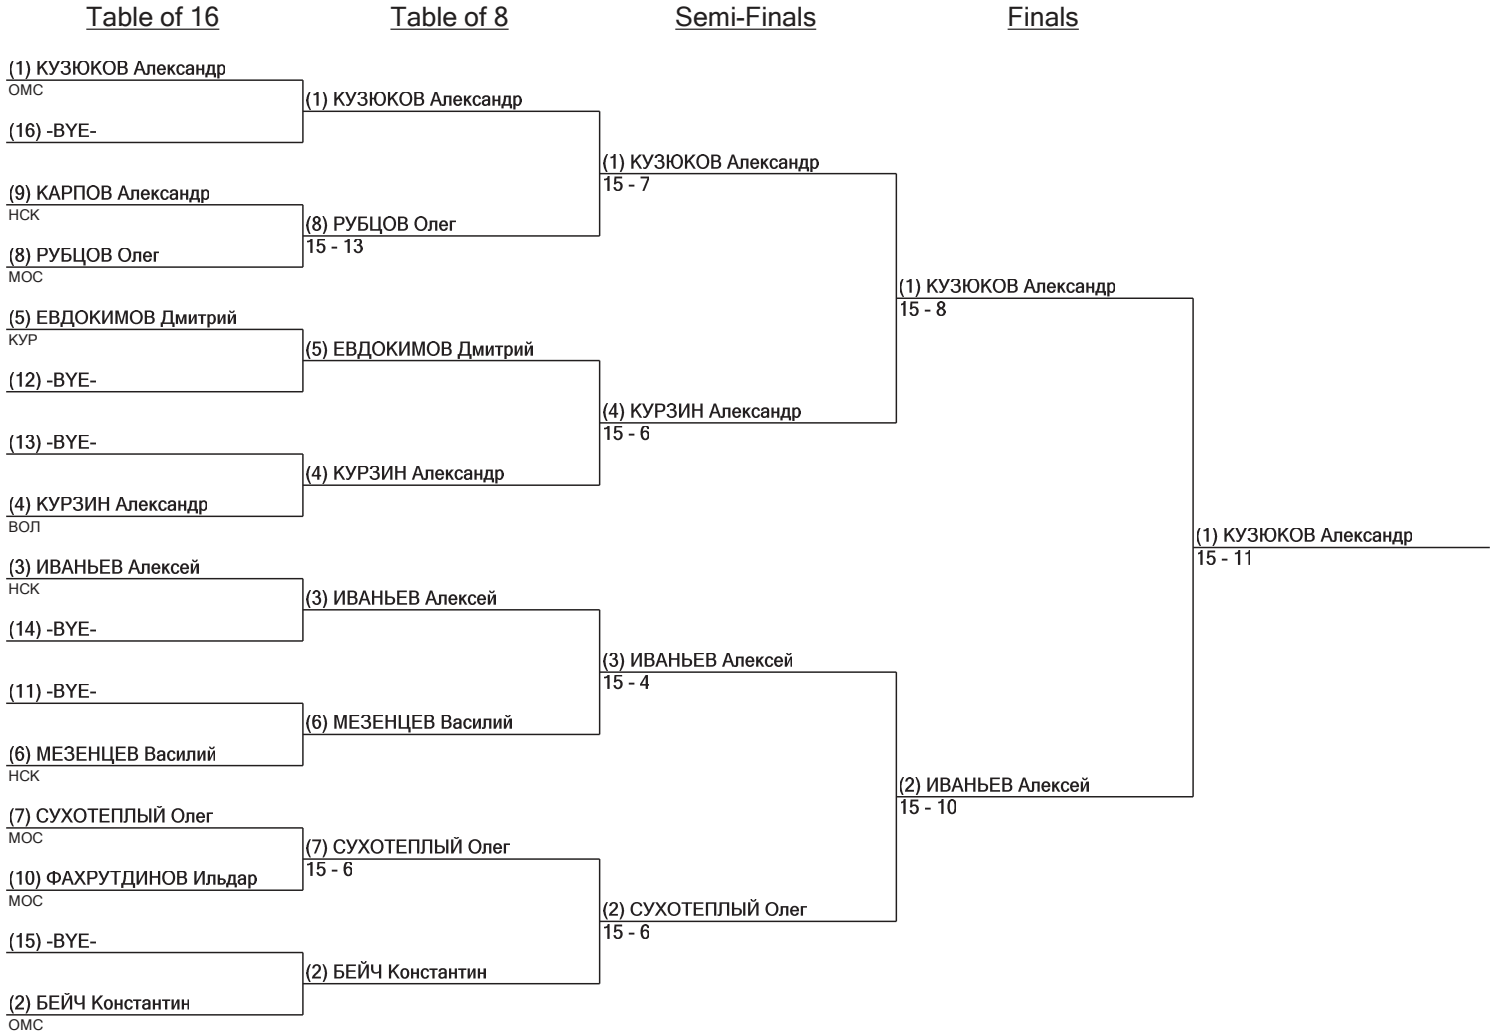 Table of 16
Table of 8
Semi-Finals
Finals
(1) КУЗЮКОВ Александр
ОМС
(16) -BYE-
(9) КАРПОВ Александр
НСК
(8) РУБЦОВ Олег
МОС
(5) ЕВДОКИМОВ Дмитрий
КУР
(12) -BYE-
(13) -BYE-
(4) КУРЗИН Александр
ВОЛ
(3) ИВАНЬЕВ Алексей
НСК
(14) -BYE-
(11) -BYE-
(6) МЕЗЕНЦЕВ Василий
НСК
(7) СУХОТЕПЛЫЙ Олег
МОС
(10) ФАХРУТДИНОВ Ильдар
МОС
(15) -BYE-
(2) БЕЙЧ Константин
ОМС
(1) КУЗЮКОВ Александр
(8) РУБЦОВ Олег
15 - 13
(5) ЕВДОКИМОВ Дмитрий
(4) КУРЗИН Александр
(3) ИВАНЬЕВ Алексей
(6) МЕЗЕНЦЕВ Василий
(7) СУХОТЕПЛЫЙ Олег
15 - 6
(2) БЕЙЧ Константин
(1) КУЗЮКОВ Александр
15 - 7
(4) КУРЗИН Александр
15 - 6
(3) ИВАНЬЕВ Алексей
15 - 4
(2) СУХОТЕПЛЫЙ Олег
15 - 6
(1) КУЗЮКОВ Александр
15 - 8
(2) ИВАНЬЕВ Алексей
15 - 10
(1) КУЗЮКОВ Александр
15 - 11